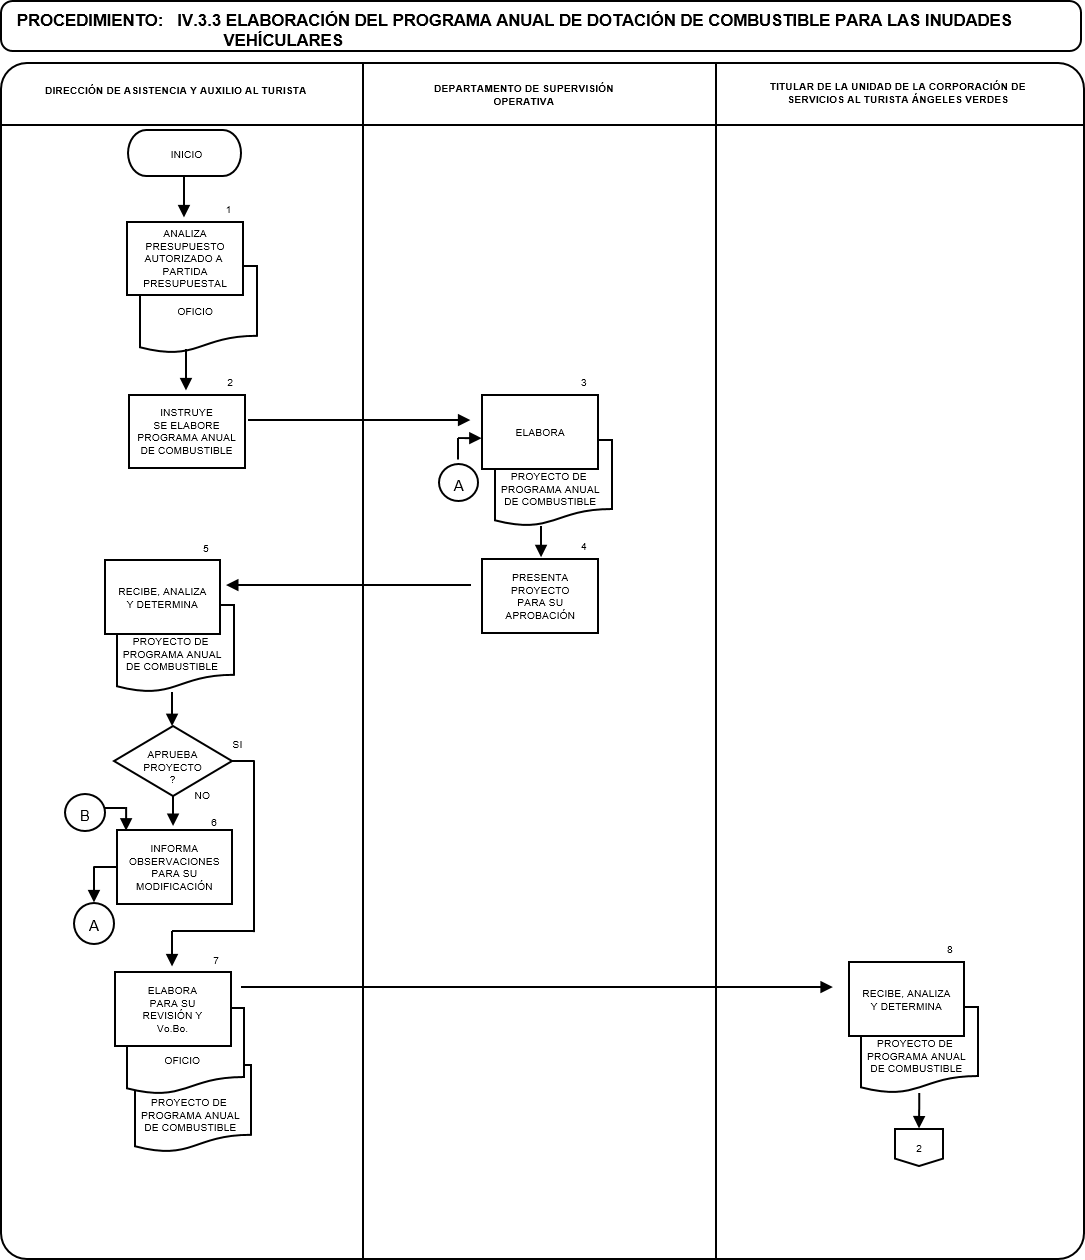 PROCEDIMIENTO: IV.3.3 ELABORACIÓN DEL PROGRAMA ANUAL DE DOTACIÓN DE COMBUSTIBLE PARA LAS INUDADES
VEHÍCULARES
DIRECCIÓN DE ASISTENCIA Y AUXILIO AL TURISTA
DEPARTAMENTO DE SUPERVISIÓN
OPERATIVA
TITULAR DE LA UNIDAD DE LA CORPORACIÓN DE
SERVICIOS AL TURISTA ÁNGELES VERDES
INICIO
1
ANALIZA
PRESUPUESTO
AUTORIZADO A
PARTIDA
PRESUPUESTAL
OFICIO
2
INSTRUYE
SE ELABORE
PROGRAMA ANUAL
DE COMBUSTIBLE
3
ELABORA
A
PROYECTO DE
PROGRAMA ANUAL
DE COMBUSTIBLE
4
PRESENTA
PROYECTO
PARA SU
APROBACIÓN
5
RECIBE, ANALIZA
Y DETERMINA
PROYECTO DE
PROGRAMA ANUAL
DE COMBUSTIBLE
SI
APRUEBA
PROYECTO
?
NO
B
6
INFORMA
OBSERVACIONES
PARA SU
MODIFICACIÓN
A
7
ELABORA
PARA SU
REVISIÓN Y
Vo.Bo.
OFICIO
PROYECTO DE
PROGRAMA ANUAL
DE COMBUSTIBLE
8
RECIBE, ANALIZA
Y DETERMINA
PROYECTO DE
PROGRAMA ANUAL
DE COMBUSTIBLE
2